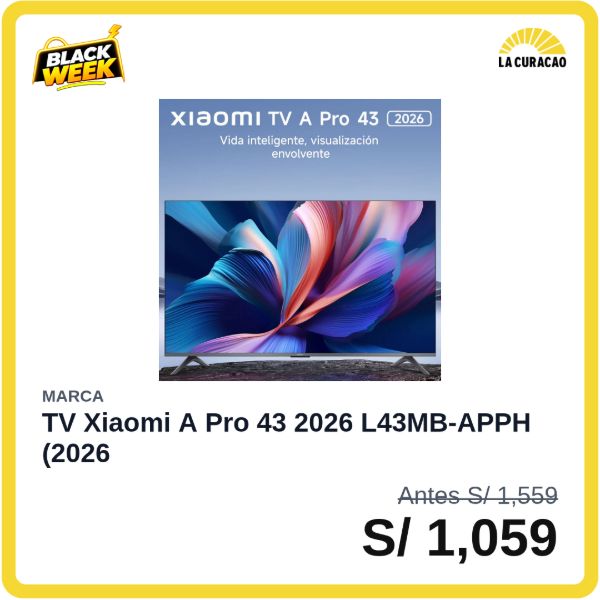 BLACK
WEEK
LA CURACAO
XIAOMI TV A Pro 43 2026
Vida inteligente, visualización
envolvente
MARCA
TV Xiaomi A Pro 43 2026 L43MB-APPH
(2026
Antes S/ 1,559
S/ 1,059